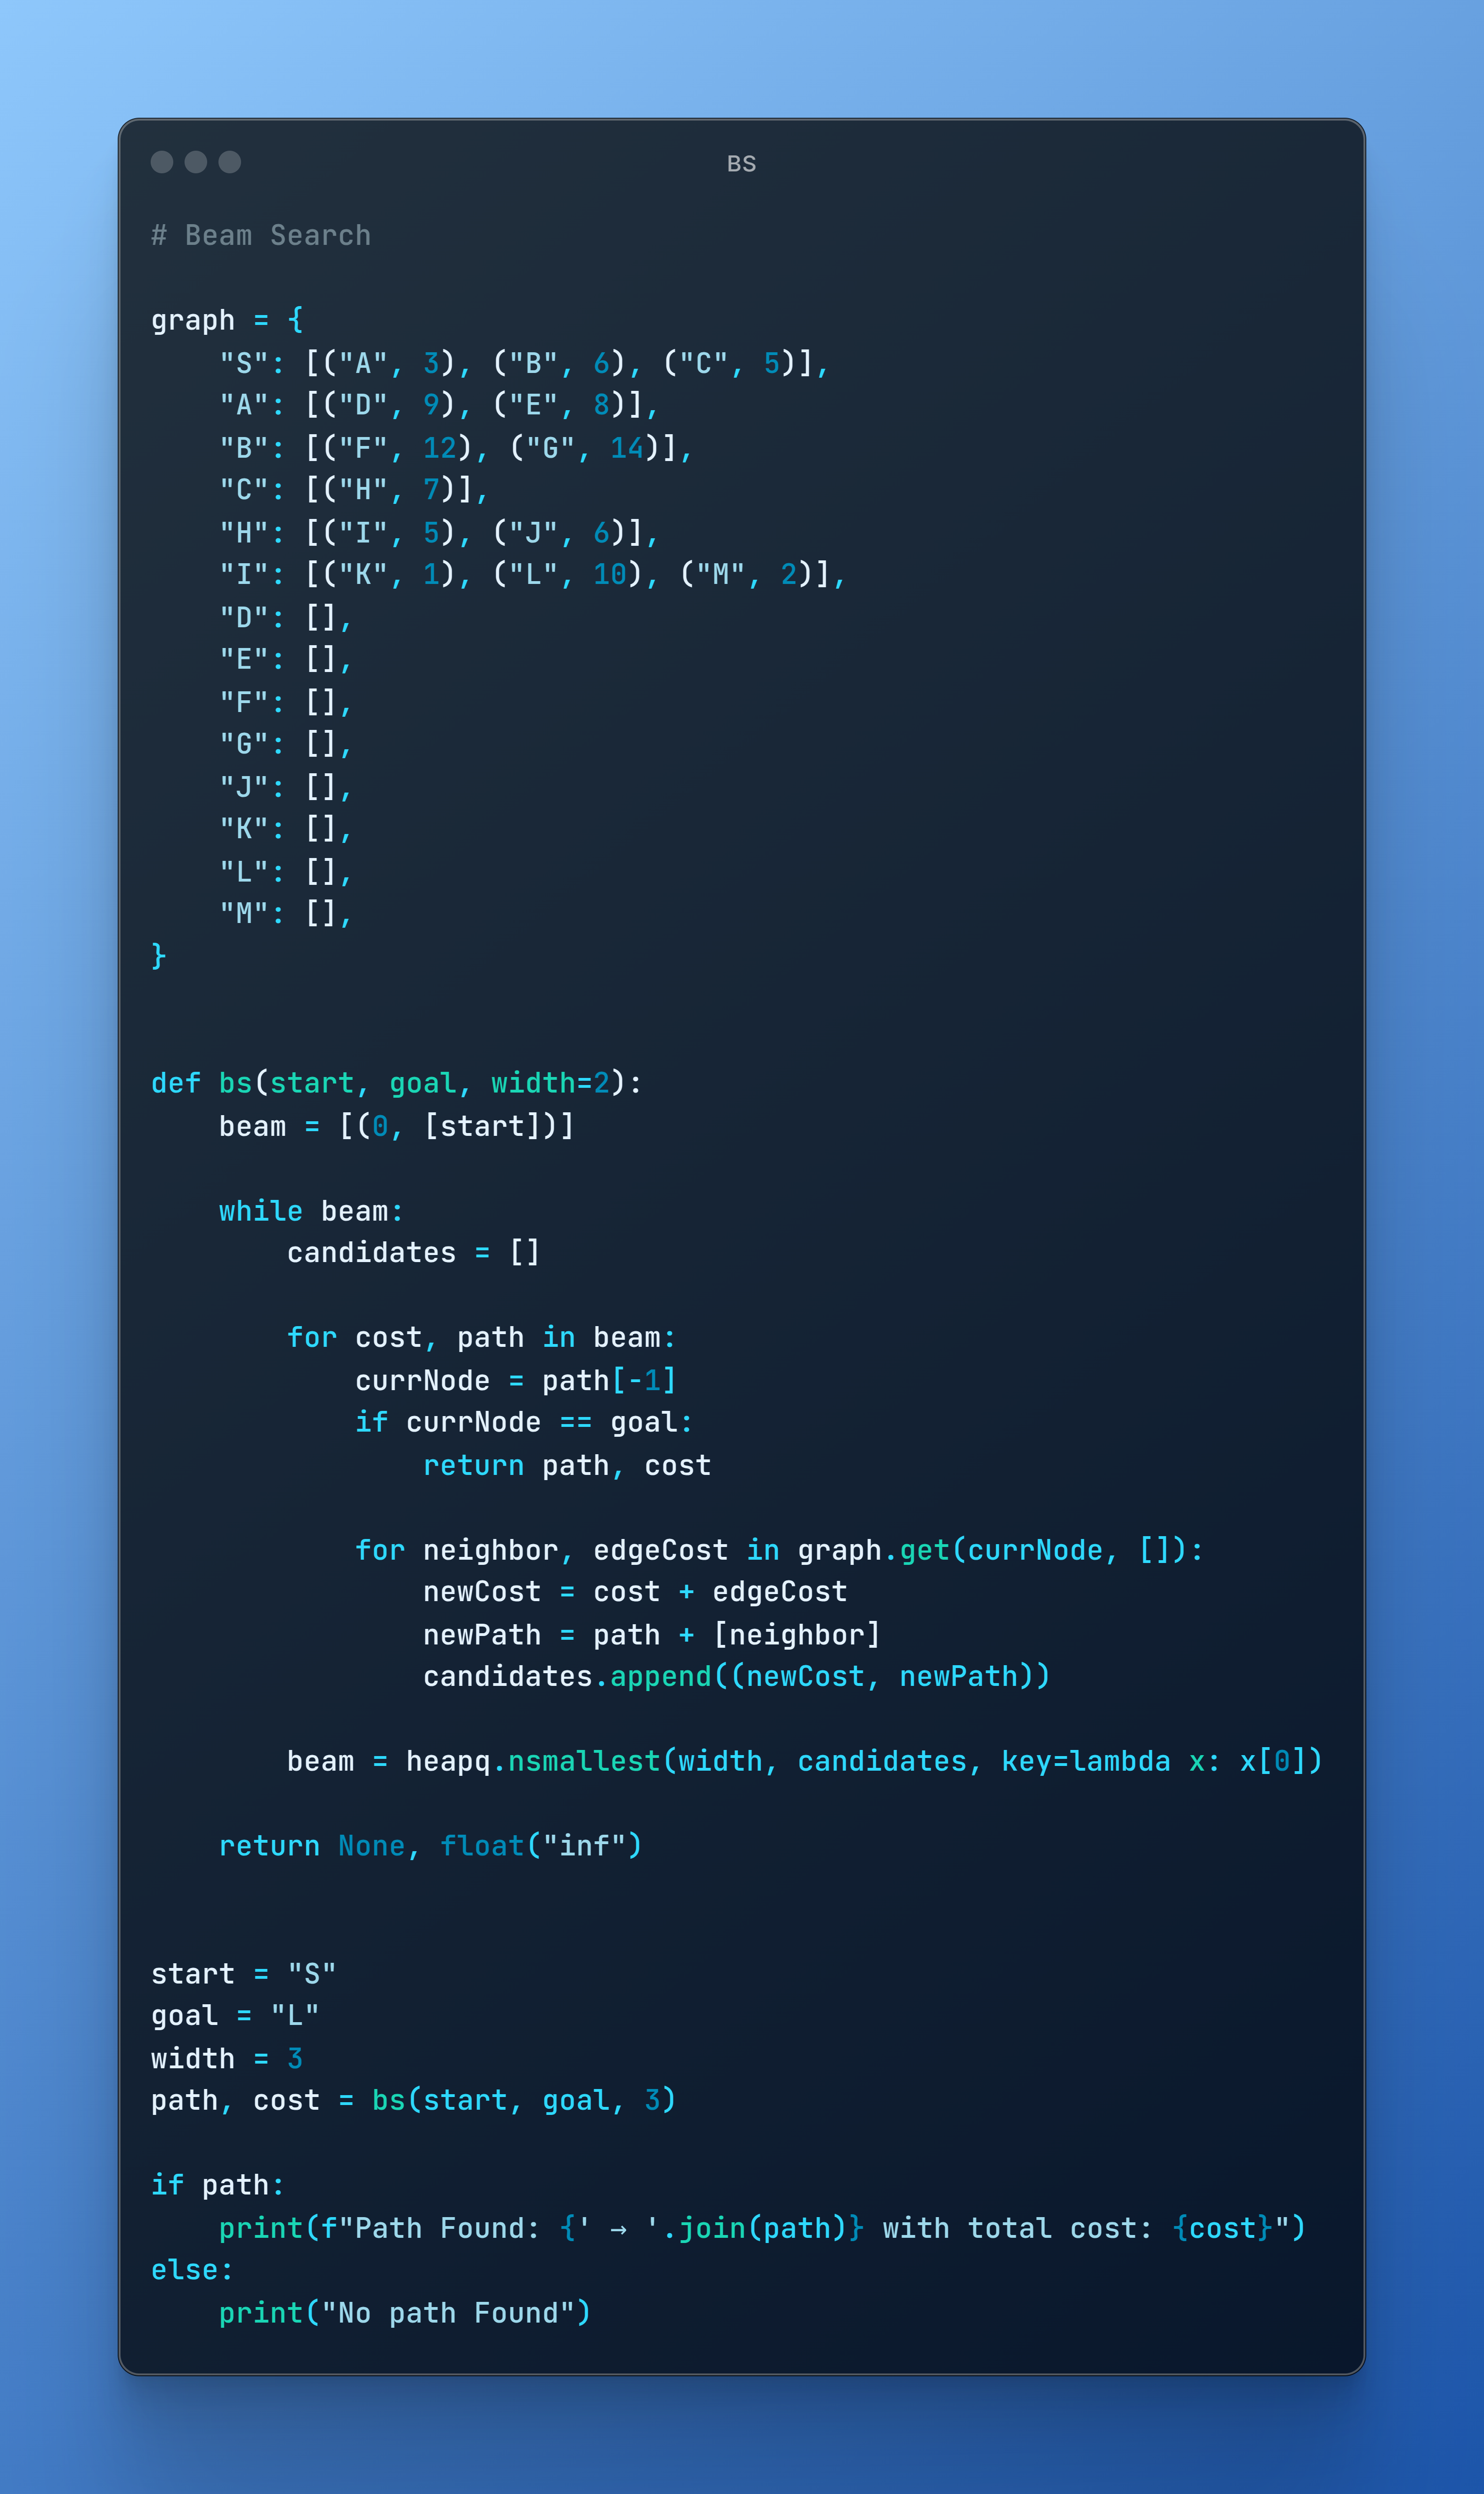 BS
# Beam Search
graph = {
    "S": [("A", 3), ("B", 6), ("C", 5)],
    "A": [("D", 9), ("E", 8)],
    "B": [("F", 12), ("G", 14)],
    "C": [("H", 7)],
    "H": [("I", 5), ("J", 6)],
    "I": [("K", 1), ("L", 10), ("M", 2)],
    "D": [],
    "E": [],
    "F": [],
    "G": [],
    "J": [],
    "K": [],
    "L": [],
    "M": [],
}
def bs(start, goal, width=2):
    beam = [(0, [start])]
    while beam:
        candidates = []
        for cost, path in beam:
            currNode = path[-1]
            if currNode == goal:
                return path, cost
            for neighbor, edgeCost in graph.get(currNode, []):
                newCost = cost + edgeCost
                newPath = path + [neighbor]
                candidates.append((newCost, newPath))
        beam = heapq.nsmallest(width, candidates, key=lambda x: x[0])
    return None, float("inf")
start = "S"
goal = "L"
width = 3
path, cost = bs(start, goal, 3)
if path:
    print(f"Path Found: {' → '.join(path)} with total cost: {cost}")
else:
    print("No path Found")